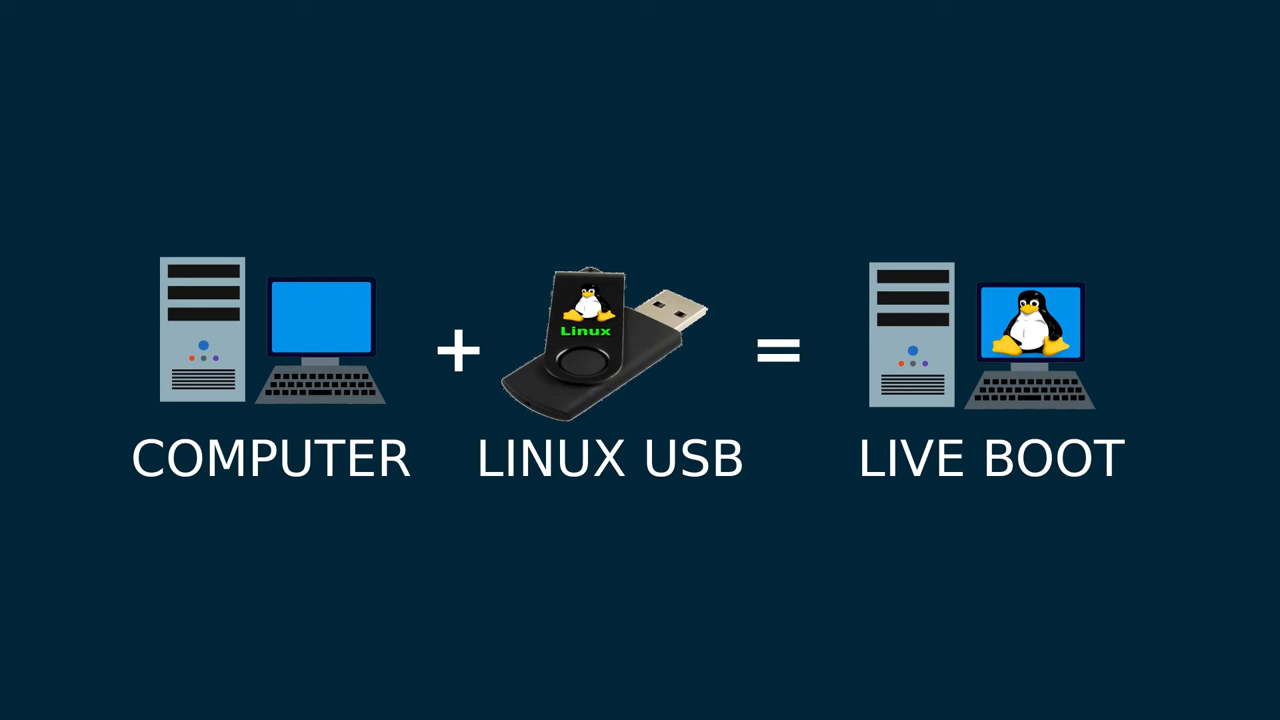 +
=
Linux
COMPUTER
LINUX USB
LIVE BOOT